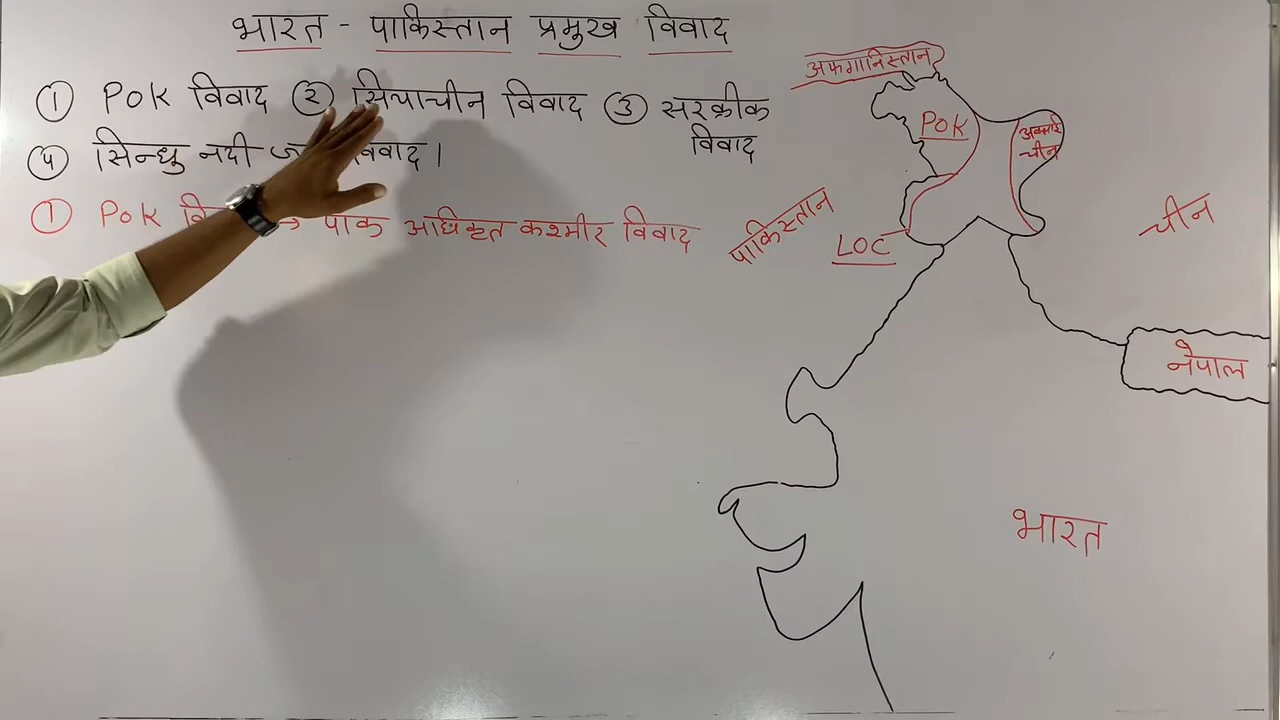 भारत - पाकिस्तान प्रमुख विवाद
① POK विवाद ② सियाचीन विवाद ③ सरक्रीक
विवाद
④ सिन्धु नदी विवाद।
① POK → पाक अधिकृत कश्मीर विवाद
अफगानिस्तान
POK
अक्साई
चीन
पाकिस्तान
LOC
चीन
नेपाल
भारत